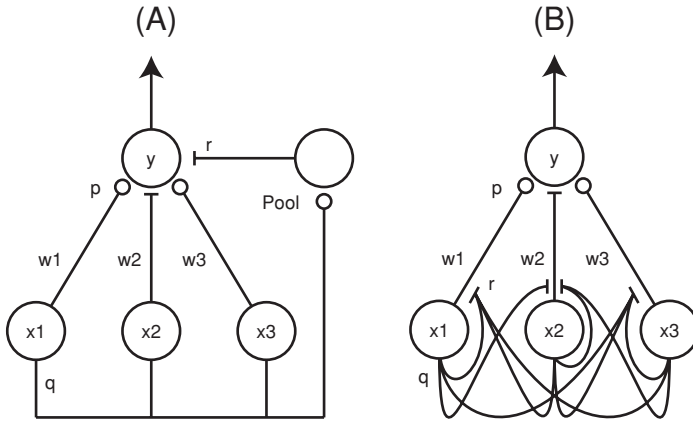 (A) (B)
y r y
p Pool p
w1 w2 w3 w1 w2 w3
r
x1 x2 x3 x1 x2 x3
q q